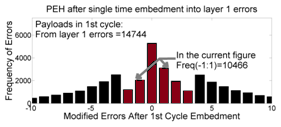 PEH after single time embedment into layer 1 errors
Payloads in 1st cycle:
From layer 1 errors =14744
In the current figure
Freq(-1:1)=10466
Frequency of Errors
6000
4000
2000
0
-10
-5
0
5
10
Modified Errors After 1st Cycle Embedment